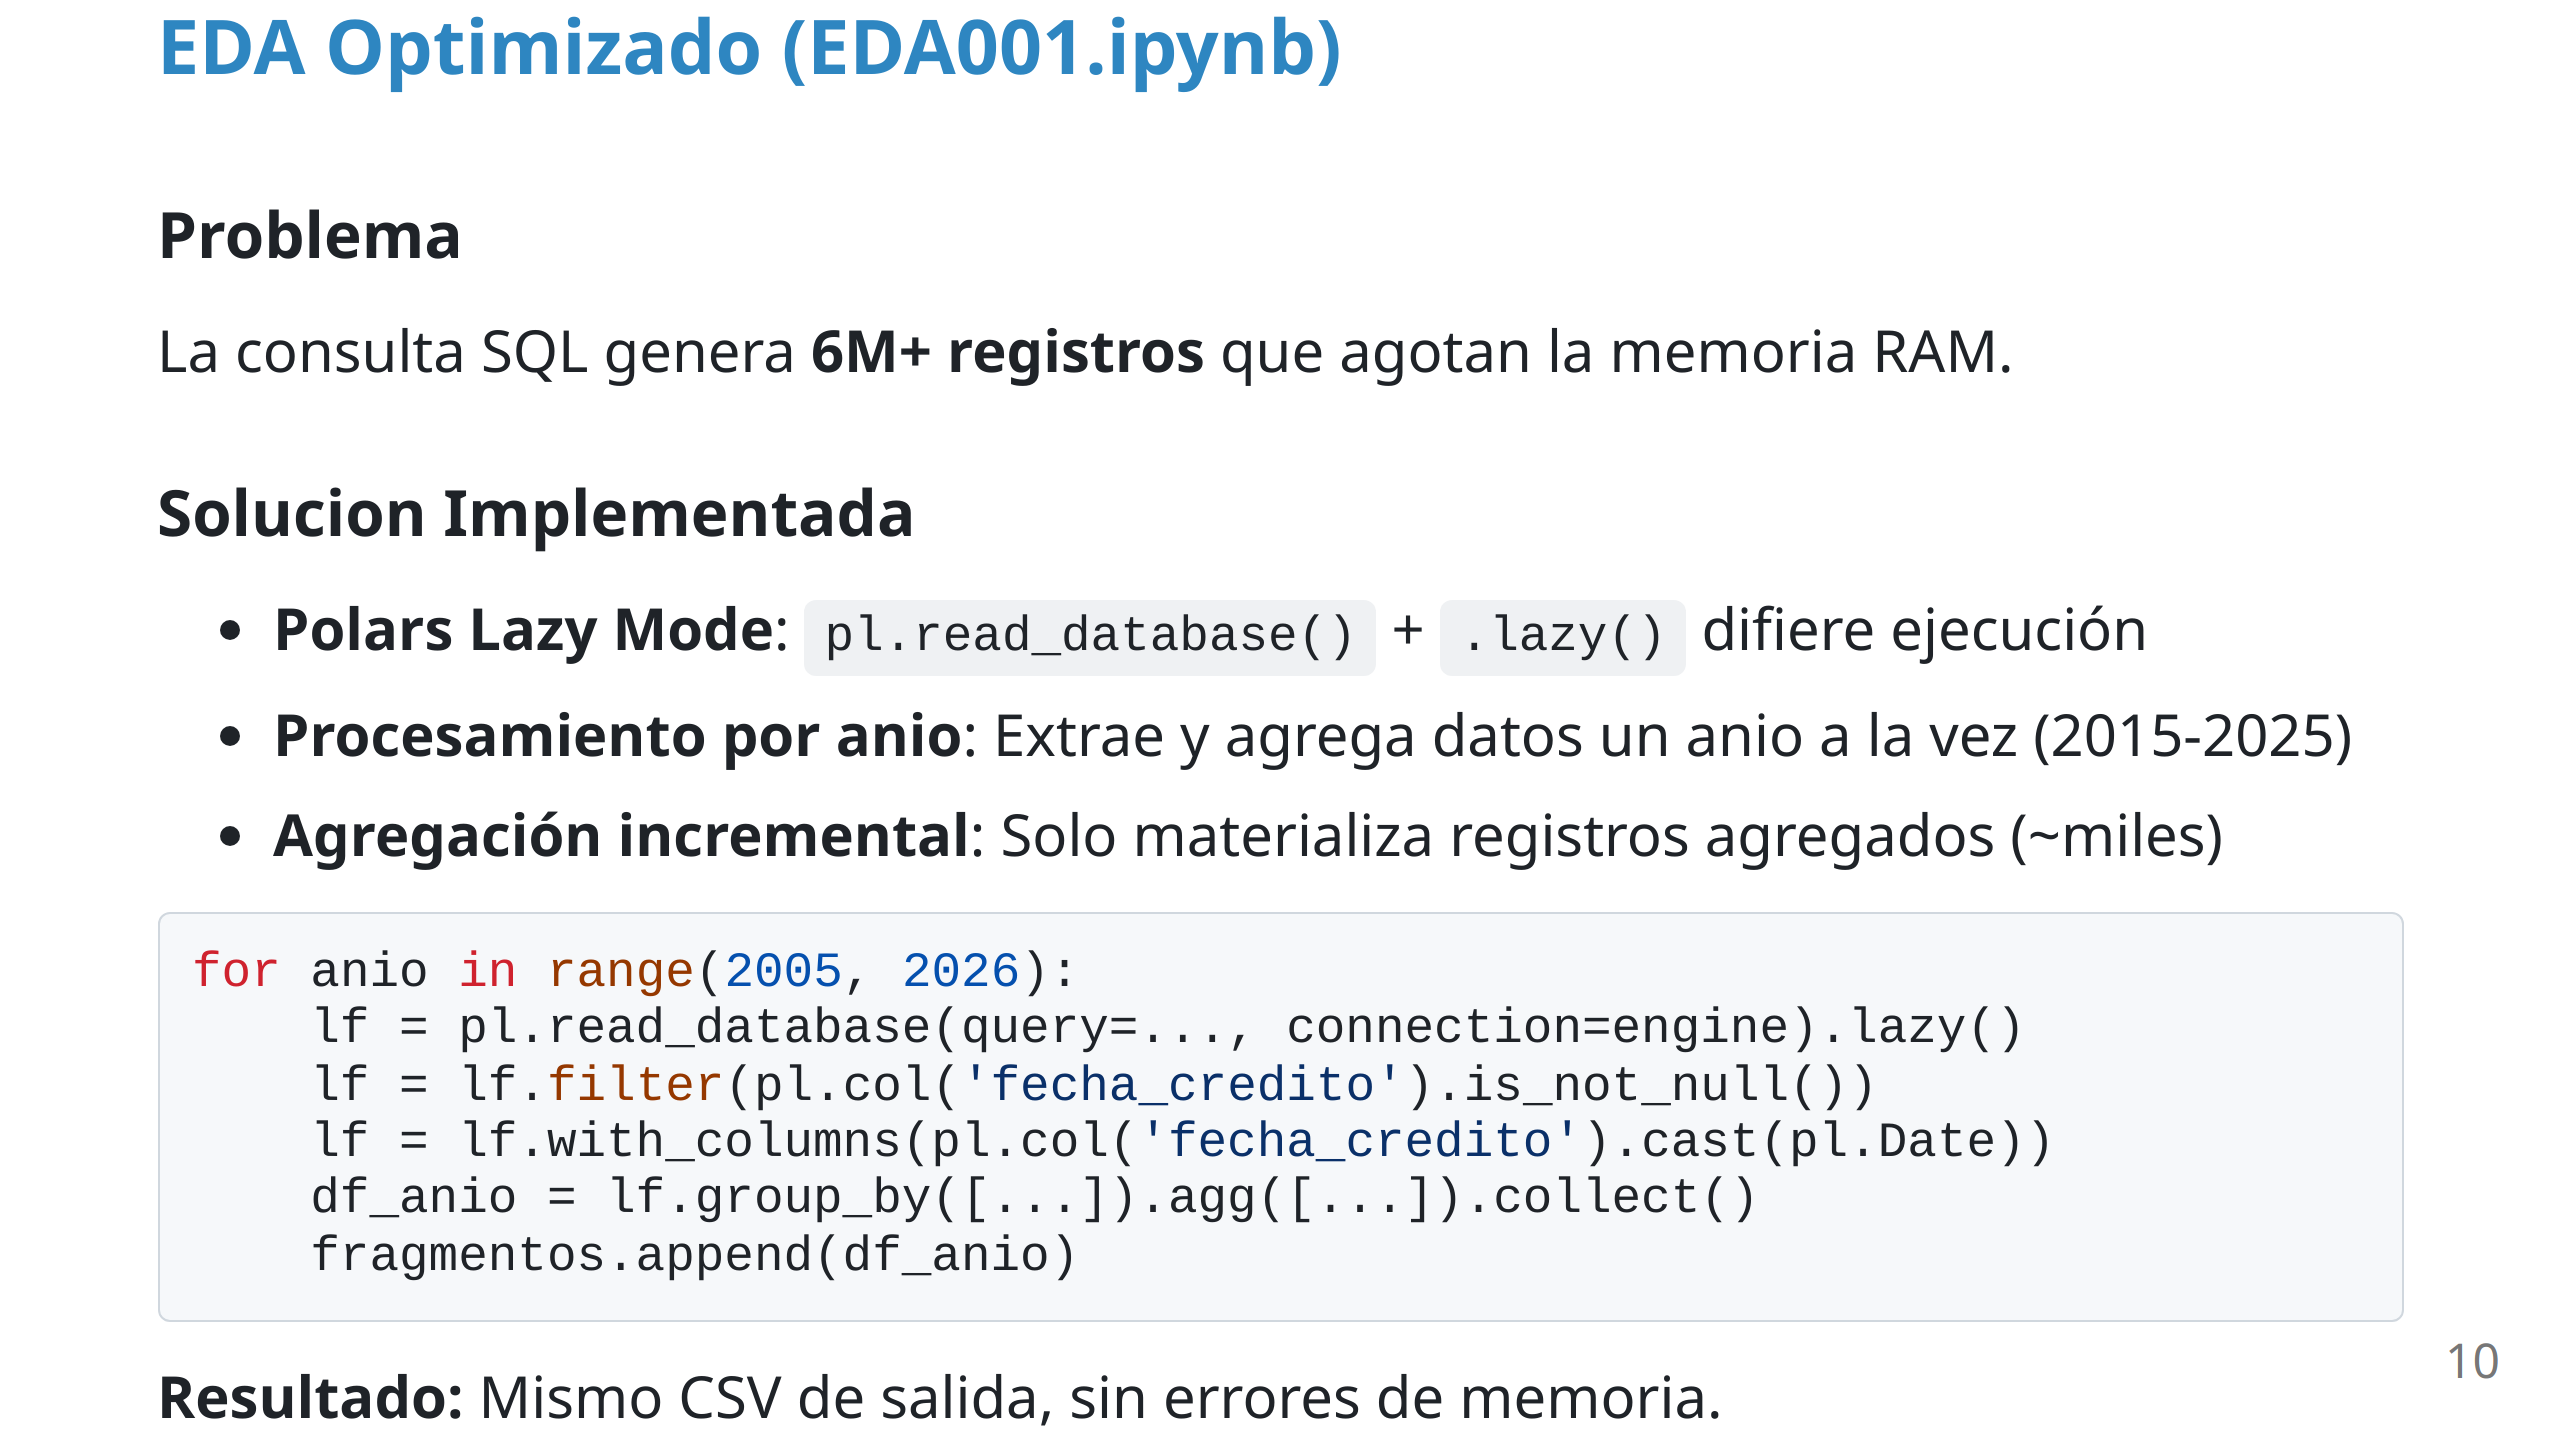 EDA Optimizado (EDA001.ipynb)
Problema
La consulta SQL genera 6M+ registros que agotan la memoria RAM.
Solucion Implementada
• Polars Lazy Mode: pl.read_database() + .lazy() difiere ejecución
• Procesamiento por anio: Extrae y agrega datos un anio a la vez (2015-2025)
• Agregación incremental: Solo materializa registros agregados (~miles)
for anio in range(2005, 2026):
    lf = pl.read_database(query=..., connection=engine).lazy()
    lf = lf.filter(pl.col('fecha_credito').is_not_null())
    lf = lf.with_columns(pl.col('fecha_credito').cast(pl.Date))
    df_anio = lf.group_by([...]).agg([...]).collect()
    fragmentos.append(df_anio)
Resultado: Mismo CSV de salida, sin errores de memoria.
10